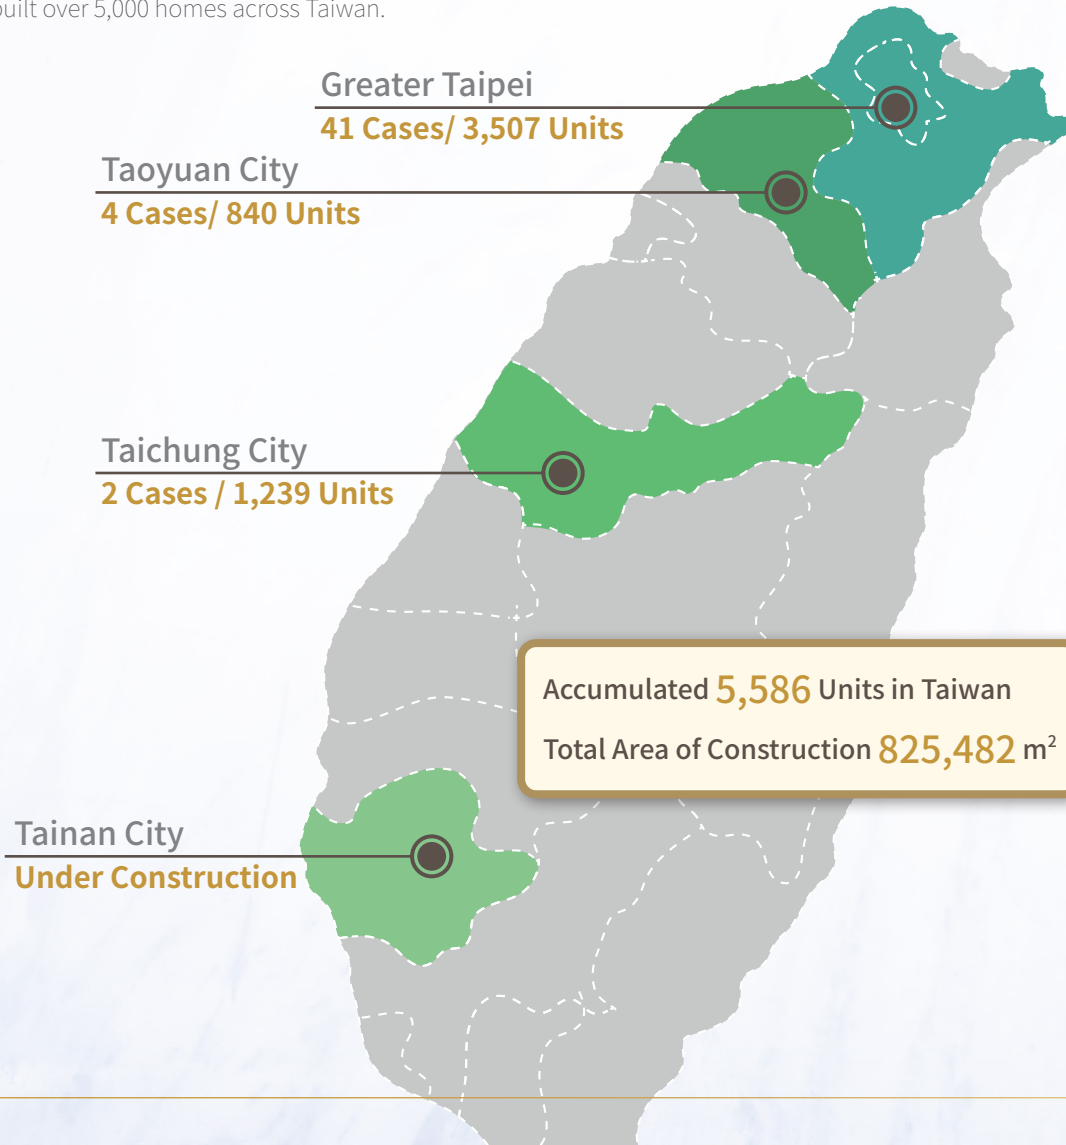 built over 5,000 homes across Taiwan.
Greater Taipei
41 Cases/ 3,507 Units
Taoyuan City
4 Cases/ 840 Units
Taichung City
2 Cases / 1,239 Units
Accumulated 5,586 Units in Taiwan
Total Area of Construction 825,482 m²
Tainan City
Under Construction